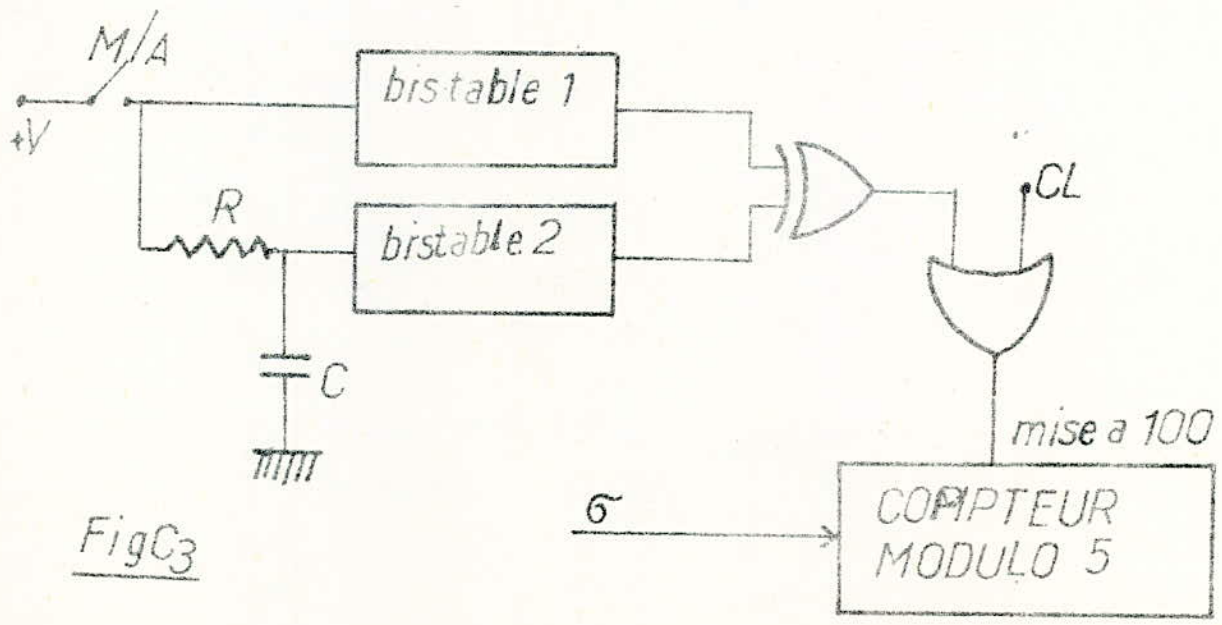 M/A
+V
bistable 1
R
bistable 2
C
CL
mise a 100
σ
COMPTEUR
MODULO 5
FigC3